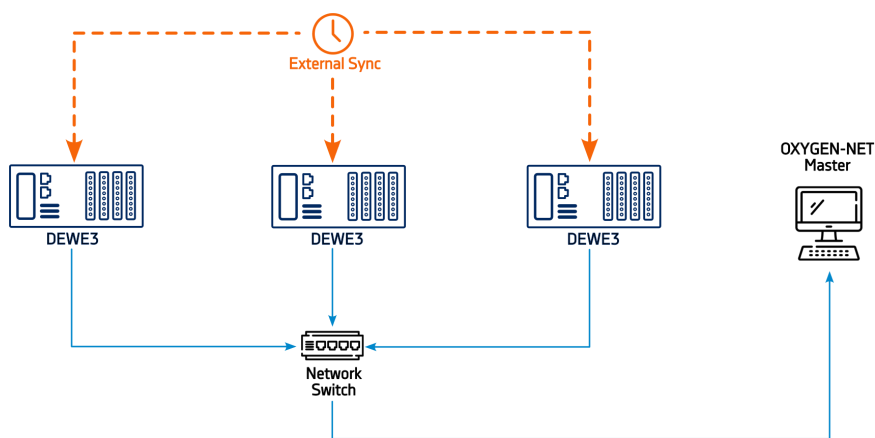 External Sync
OXYGEN-NET
Master
DEWE3
DEWE3
DEWE3
Network
Switch